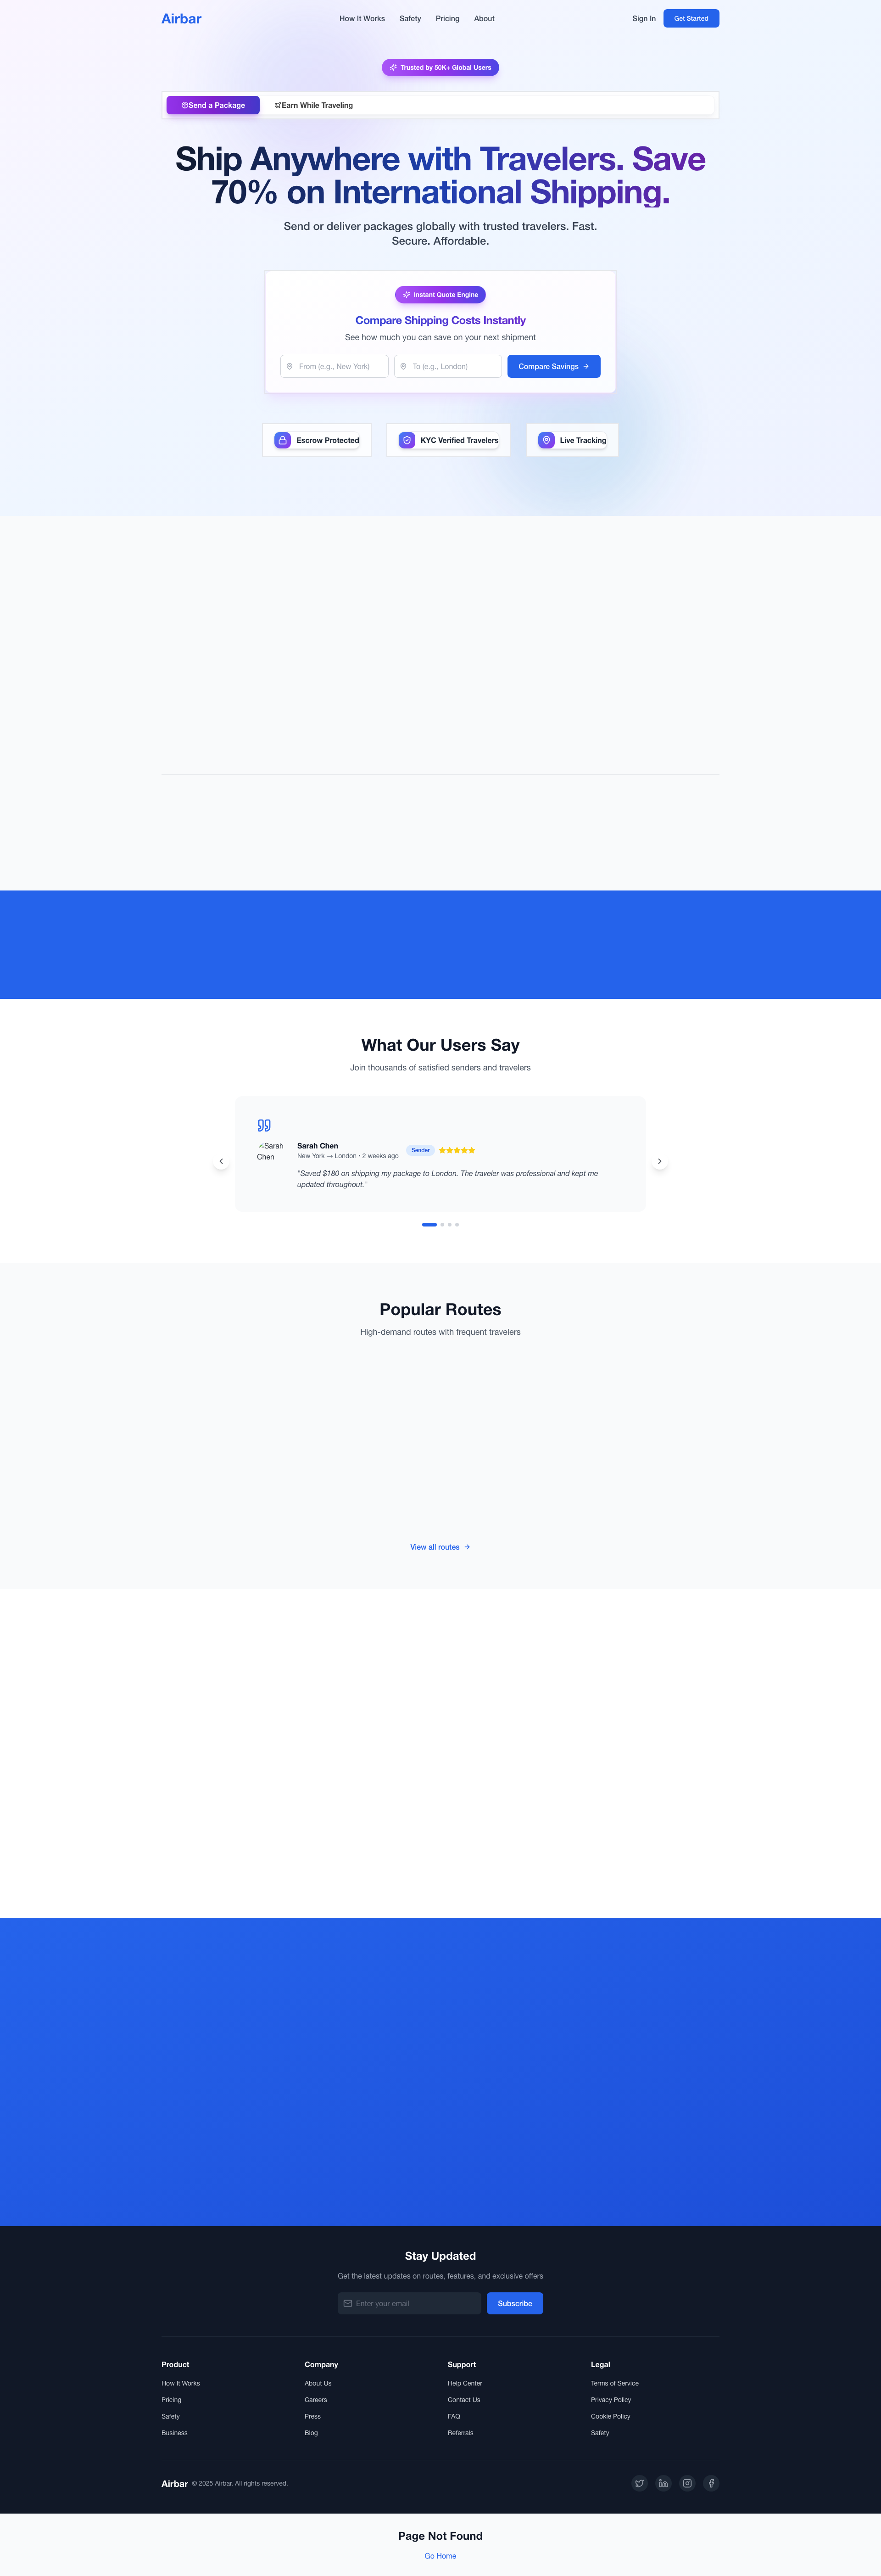 Airbar
How It Works
Safety
Pricing
About
Sign In
Get Started
Trusted by 50K+ Global Users
Send a Package
Earn While Traveling
Ship Anywhere with Travelers. Save
70% on International Shipping.
Send or deliver packages globally with trusted travelers. Fast.
Secure. Affordable.
Instant Quote Engine
Compare Shipping Costs Instantly
See how much you can save on your next shipment
From (e.g., New York)
To (e.g., London)
Compare Savings
Escrow Protected
KYC Verified Travelers
Live Tracking
What Our Users Say
Join thousands of satisfied senders and travelers
Sarah
Chen
Sarah Chen
New York → London • 2 weeks ago
Sender
"Saved $180 on shipping my package to London. The traveler was professional and kept me
updated throughout."
Popular Routes
High-demand routes with frequent travelers
View all routes
Stay Updated
Get the latest updates on routes, features, and exclusive offers
Enter your email
Subscribe
Product
How It Works
Pricing
Safety
Business
Company
About Us
Careers
Press
Blog
Support
Help Center
Contact Us
FAQ
Referrals
Legal
Terms of Service
Privacy Policy
Cookie Policy
Safety
Airbar © 2025 Airbar. All rights reserved.
Page Not Found
Go Home